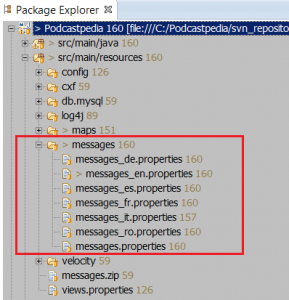 Package Explorer
> Podcastpedia 160 [file:///C:/Podcastpedia/svn_reposito
> src/main/java 160
> src/main/resources 160
config 126
cxf 59
db.mysql 59
log4j 89
> maps 151
> messages 160
messages_de.properties 160
> messages_en.properties 160
messages_es.properties 160
messages_fr.properties 160
messages_it.properties 157
messages_ro.properties 160
messages.properties 160
velocity 59
messages.zip 59
views.properties 126